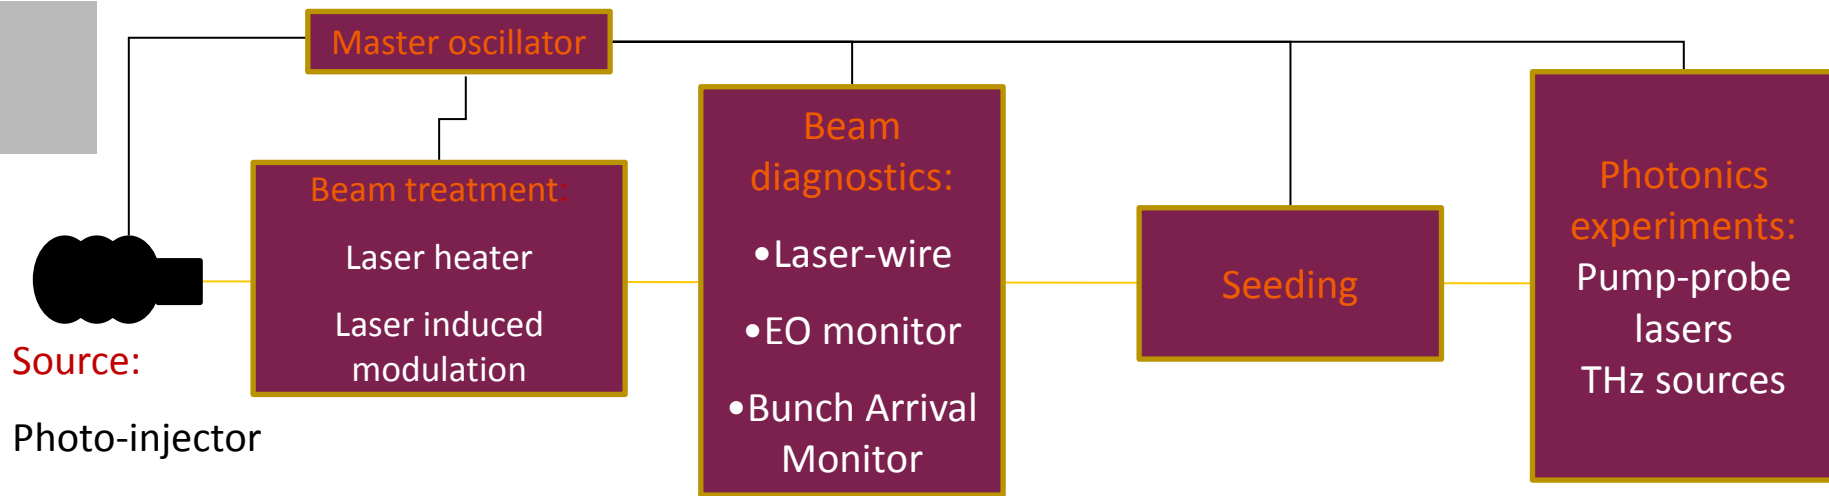 Master oscillator
Source:
Photo-injector
Beam treatment:
Laser heater
Laser induced
modulation
Beam
diagnostics:
•Laser-wire
•EO monitor
•Bunch Arrival
Monitor
Seeding
Photonics
experiments:
Pump-probe
lasers
THz sources